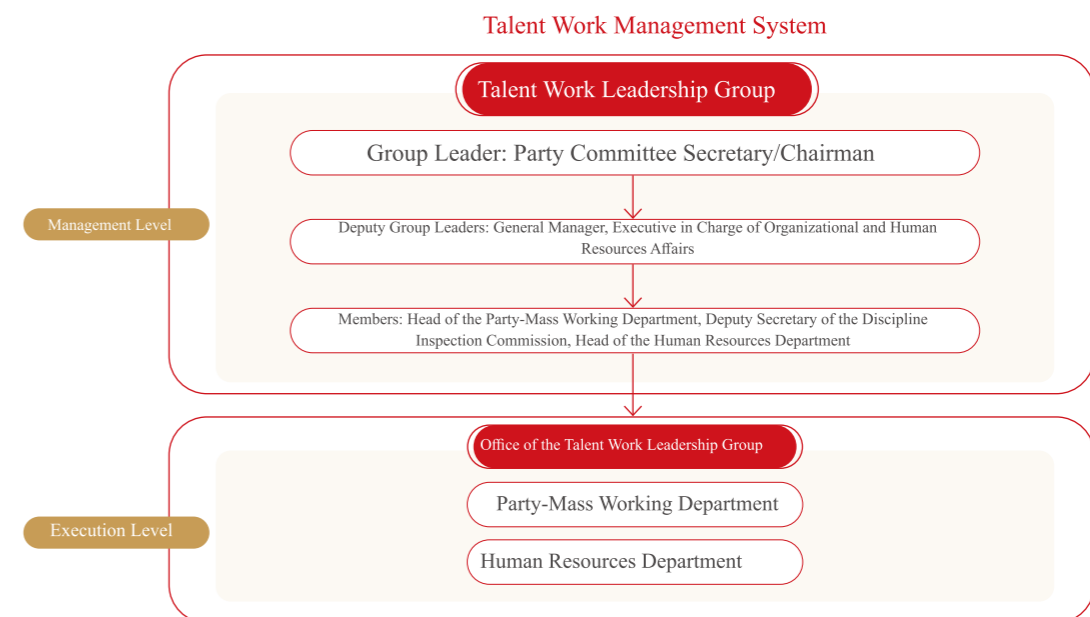 Talent Work Management System
Talent Work Leadership Group
Group Leader: Party Committee Secretary/Chairman
Management Level
Deputy Group Leaders: General Manager, Executive in Charge of Organizational and Human
Resources Affairs
Members: Head of the Party-Mass Working Department, Deputy Secretary of the Discipline
Inspection Commission, Head of the Human Resources Department
Office of the Talent Work Leadership Group
Party-Mass Working Department
Execution Level
Human Resources Department